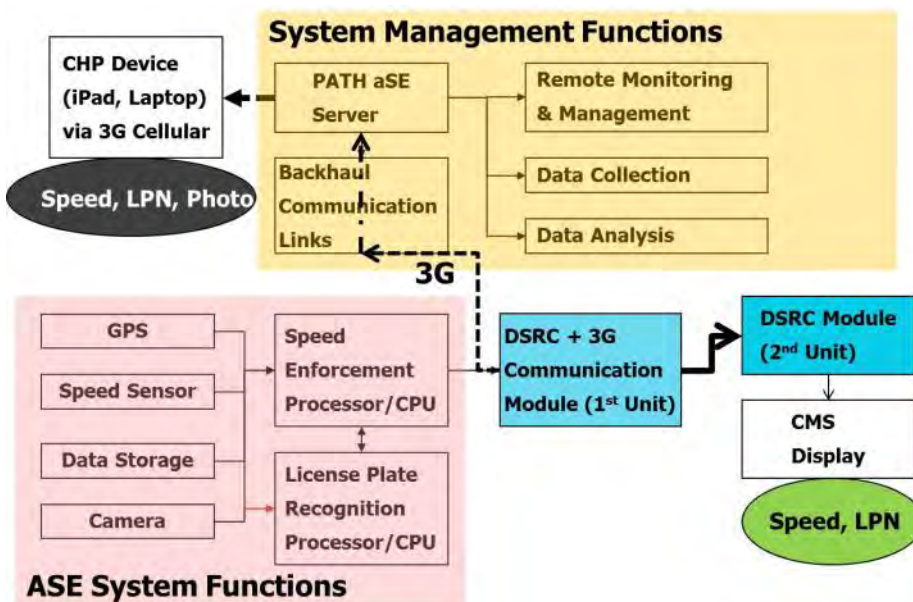 System Management Functions
CHP Device
(iPad, Laptop)
via 3G Cellular
Speed, LPN, Photo
PATH aSE
Server
Remote Monitoring
& Management
Backhaul
Communication
Links
Data Collection
Data Analysis
3G
GPS
Speed Sensor
Data Storage
Camera
Speed
Enforcement
Processor/CPU
License Plate
Recognition
Processor/CPU
ASE System Functions
DSRC + 3G
Communication
Module (1st Unit)
DSRC Module
(2nd Unit)
CMS
Display
Speed, LPN